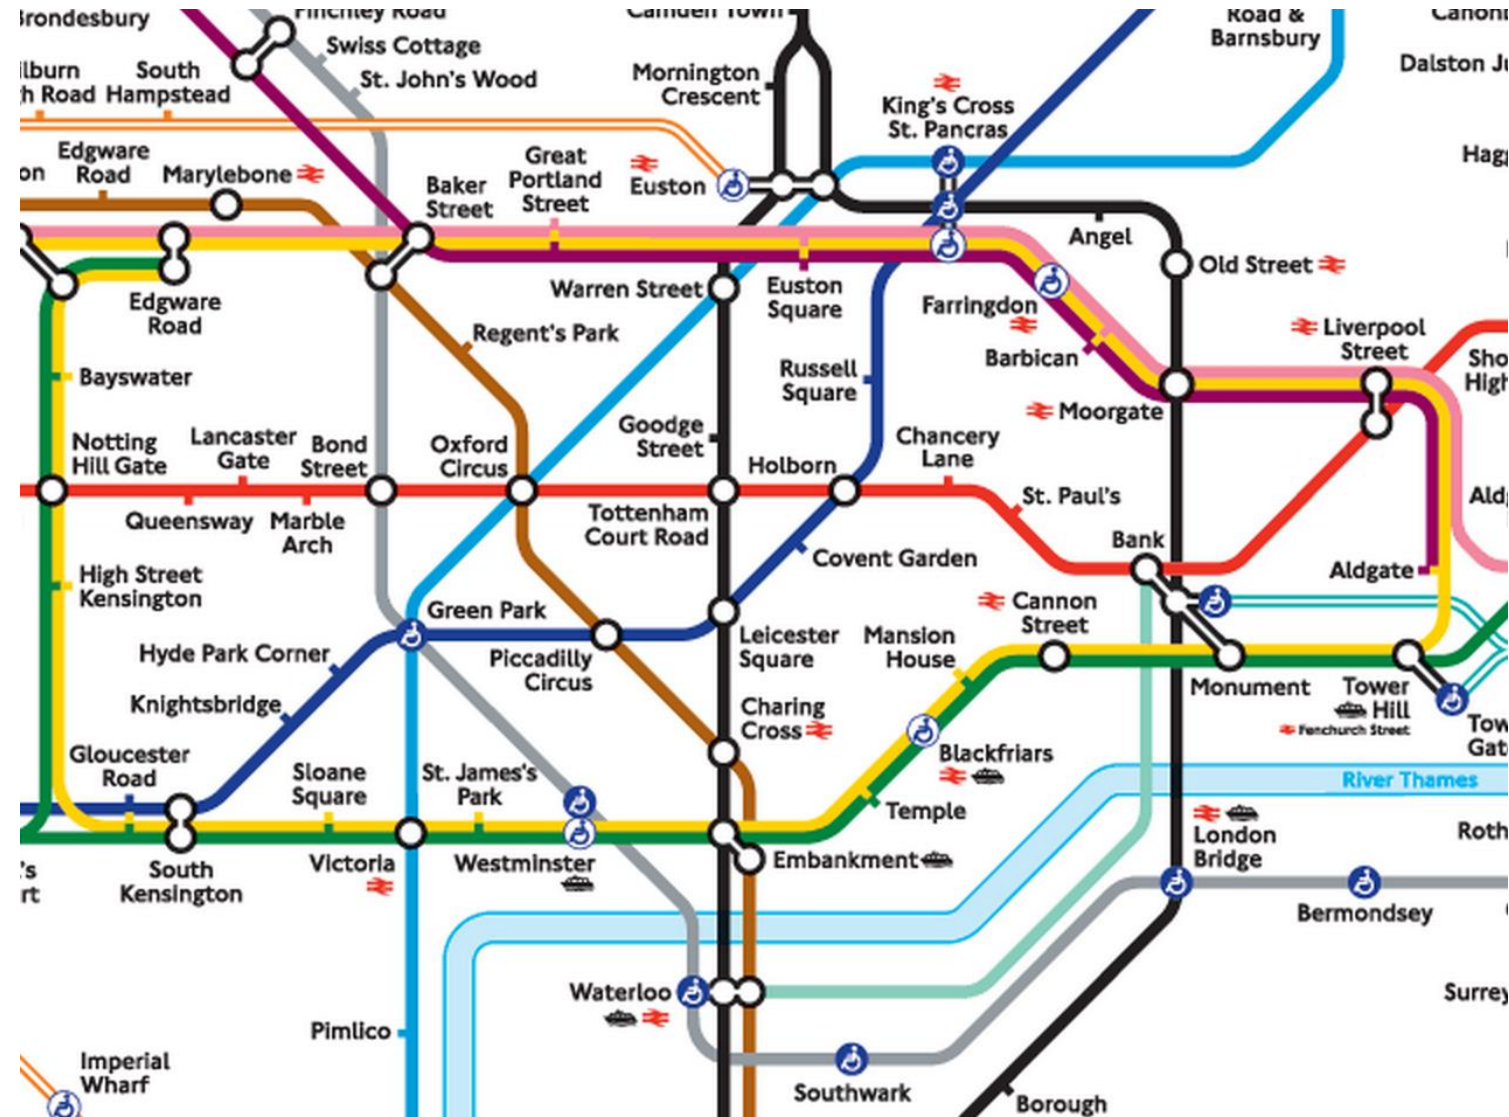 Brondesbury
Finchley Road
Swiss Cottage
St. John's Wood
South
Hampstead
Camden Town
Mornington
Crescent
King's Cross
St. Pancras
Road &
Barnsbury
Edgware
Road
Marylebone
Baker
Street
Great
Portland
Street
Euston
Angel
Old Street
Edgware
Road
Warren Street
Euston
Square
Farringdon
Barbican
Liverpool
Street
Regent's Park
Bayswater
Russell
Square
Moorgate
Notting
Hill Gate
Lancaster
Gate
Bond
Street
Oxford
Circus
Goodge
Street
Holborn
Chancery
Lane
St. Paul's
Queensway
Marble
Arch
Tottenham
Court Road
Covent Garden
Bank
Aldgate
High Street
Kensington
Green Park
Cannon
Street
Hyde Park Corner
Piccadilly
Circus
Leicester
Square
Mansion
House
Monument
Tower
Hill
Fenchurch Street
Knightsbridge
Charing
Cross
Blackfriars
Gloucester
Road
Sloane
Square
St. James's
Park
Temple
River Thames
South
Kensington
Victoria
Westminster
Embankment
London
Bridge
Bermondsey
Waterloo
Pimlico
Southwark
Imperial
Wharf
Borough